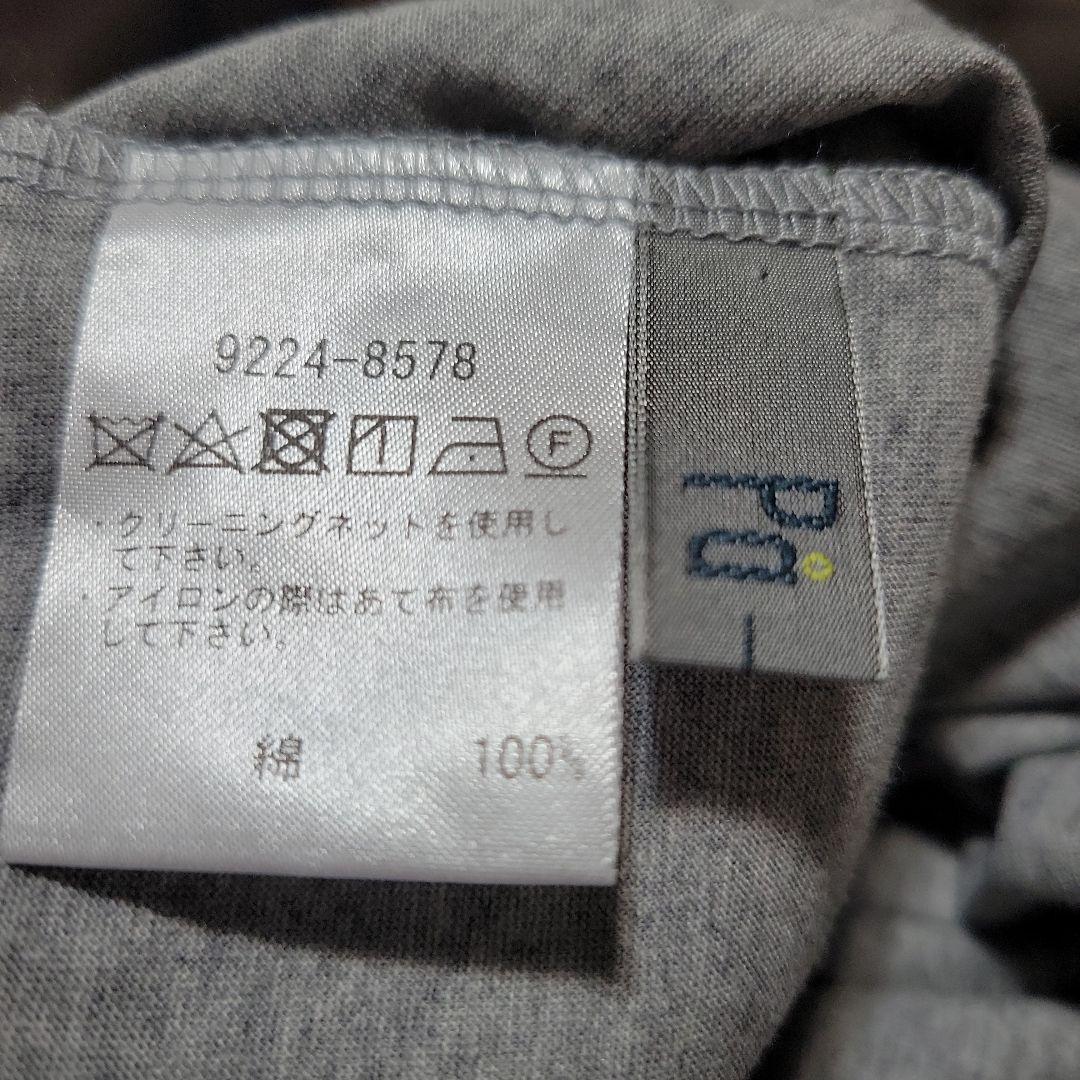 9224-8578
F
・クリーニングネットを使用し
て下さい。
・アイロンの際はあて布を使用
して下さい。
綿 100%
Pa